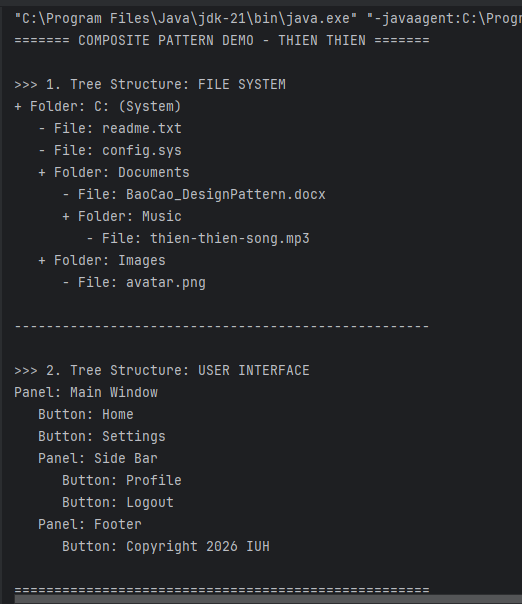 "C:\Program Files\Java\jdk-21\bin\java.exe" "-javaagent:C:\Progr
======= COMPOSITE PATTERN DEMO - THIEN THIEN =======
>>> 1. Tree Structure: FILE SYSTEM
+ Folder: C: (System)
   - File: readme.txt
   - File: config.sys
   + Folder: Documents
      - File: BaoCao_DesignPattern.docx
      + Folder: Music
         - File: thien-thien-song.mp3
   + Folder: Images
      - File: avatar.png
----------------------------------------------------
>>> 2. Tree Structure: USER INTERFACE
Panel: Main Window
   Button: Home
   Button: Settings
   Panel: Side Bar
      Button: Profile
      Button: Logout
   Panel: Footer
      Button: Copyright 2026 IUH
====================================================